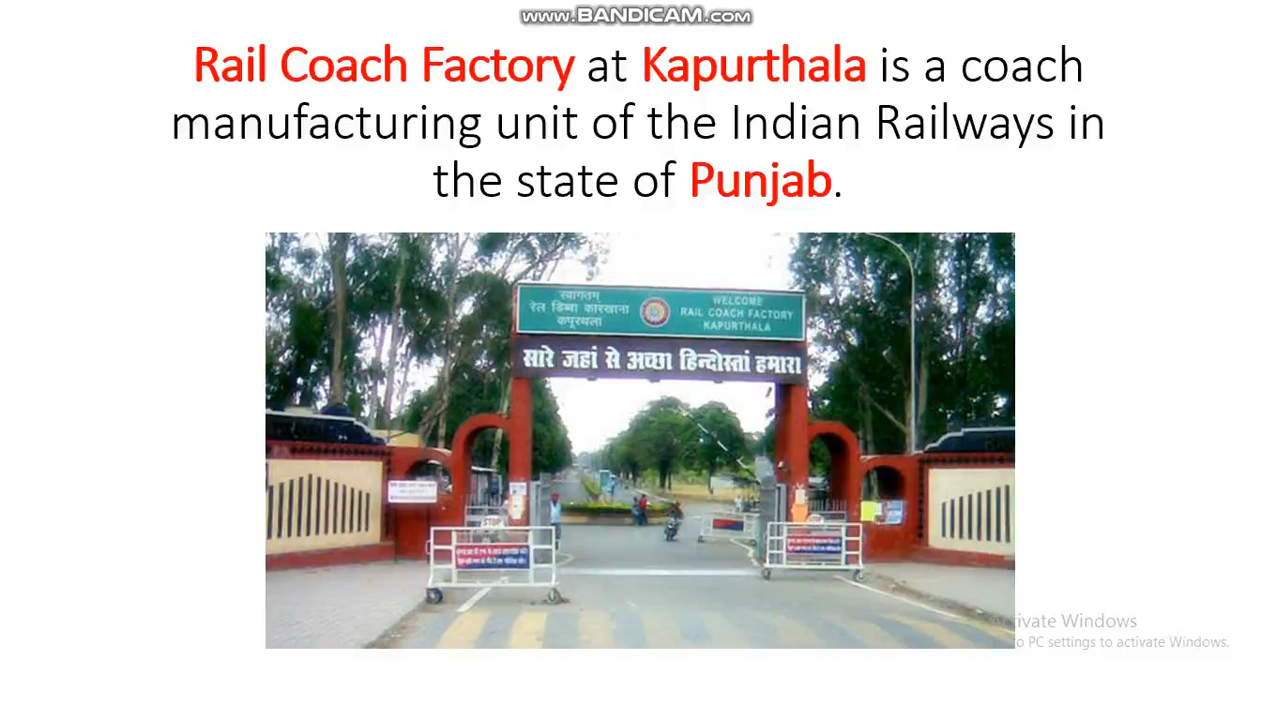 www.BANDICAM.com
Rail Coach Factory at Kapurthala is a coach
manufacturing unit of the Indian Railways in
the state of Punjab.
स्वागतम्
रेल डिब्बा कारखाना
कपूरथला
WELCOME
RAIL COACH FACTORY
KAPURTHALA
सारे जहां से अच्छा हिन्दोस्तां हमारा
STOP
Activate Windows
to PC settings to activate Windows.